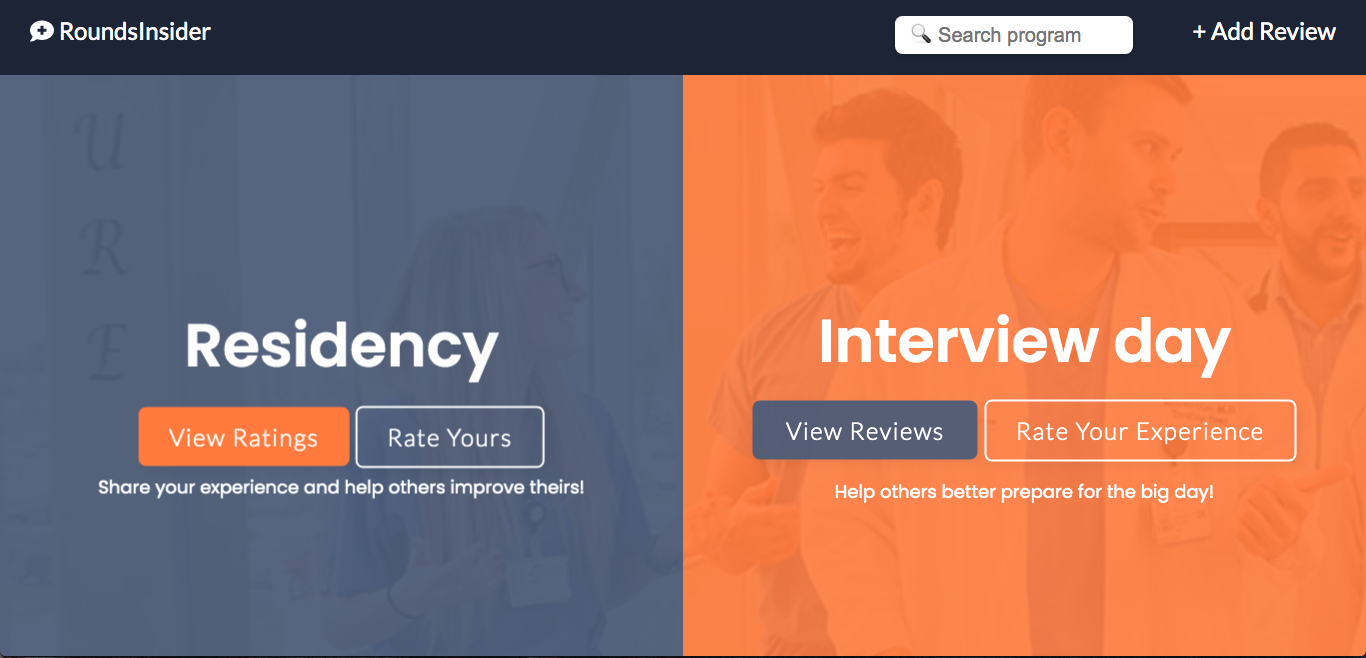 RoundsInsider
Search program
+ Add Review
U
R
E
Residency
View Ratings
Rate Yours
Share your experience and help others improve theirs!
Interview day
View Reviews
Rate Your Experience
Help others better prepare for the big day!